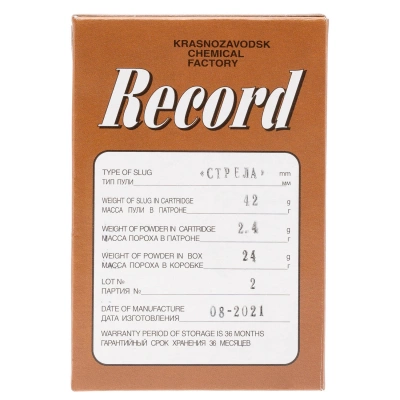 KRASNOZAVODSK
CHEMICAL
FACTORY
Record
TYPE OF SLUG «СТРЕЛА» mm
ТИП ПУЛИ мм
WEIGHT OF SLUG IN CARTRIDGE 42 g
МАССА ПУЛИ В ПАТРОНЕ г
WEIGHT OF POWDER IN CARTRIDGE 2.4 g
МАССА ПОРОХА В ПАТРОНЕ г
WEIGHT OF POWDER IN BOX 24 g
МАССА ПОРОХА В КОРОБКЕ г
LOT № 2
ПАРТИЯ №
DATE OF MANUFACTURE 08-2021
ДАТА ИЗГОТОВЛЕНИЯ
WARRANTY PERIOD OF STORAGE IS 36 MONTHS
ГАРАНТИЙНЫЙ СРОК ХРАНЕНИЯ 36 МЕСЯЦЕВ